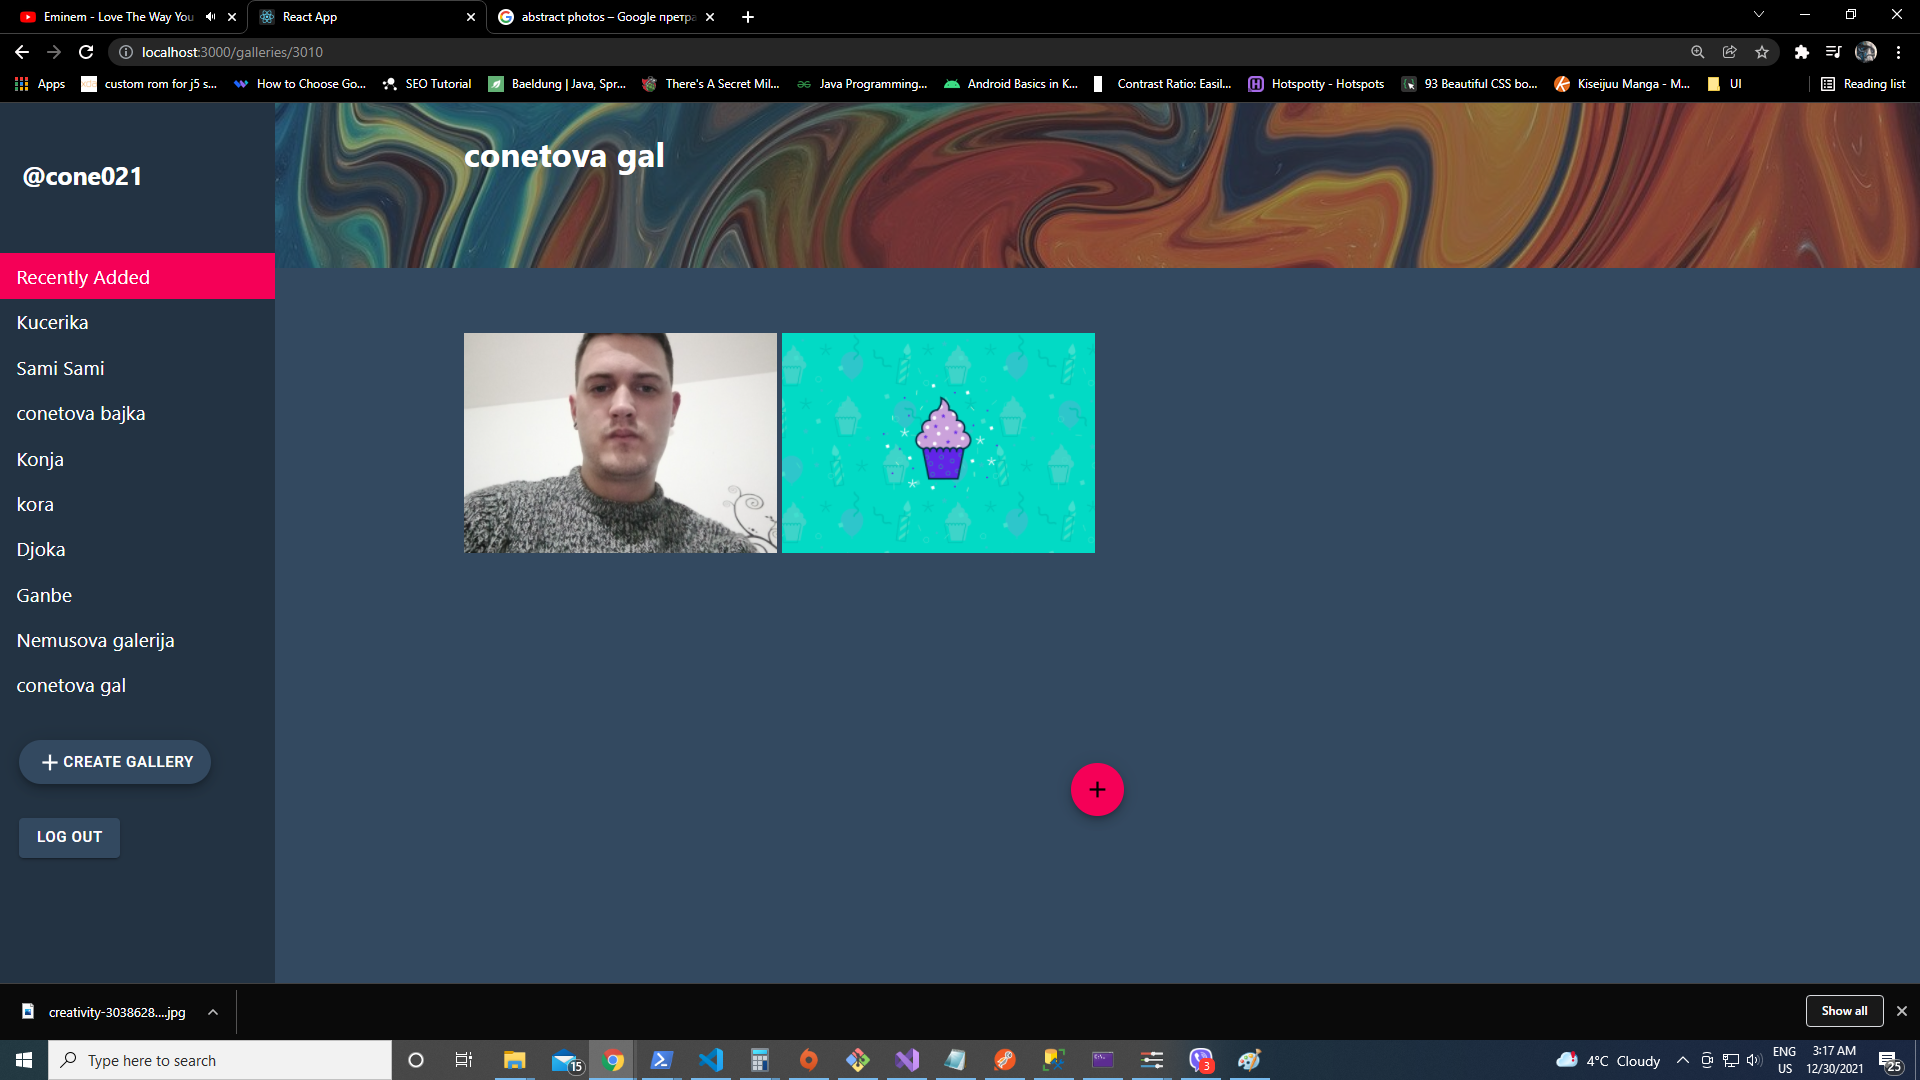 Eminem - Love The Way You
React App
abstract photos – Google претра
localhost:3000/galleries/3010
Apps
custom rom for j5 s...
How to Choose Go...
SEO Tutorial
Baeldung | Java, Spr...
There's A Secret Mil...
Java Programming...
Android Basics in K...
Contrast Ratio: Easil...
Hotspotty - Hotspots
93 Beautiful CSS bo...
Kiseijuu Manga - M...
UI
Reading list
@cone021
conetova gal
Recently Added
Kucerika
Sami Sami
conetova bajka
Konja
kora
Djoka
Ganbe
Nemusova galerija
conetova gal
CREATE GALLERY
LOG OUT
creativity-3038628....jpg
Show all
Type here to search
15
3
4°C Cloudy
ENG
US
3:17 AM
12/30/2021
25